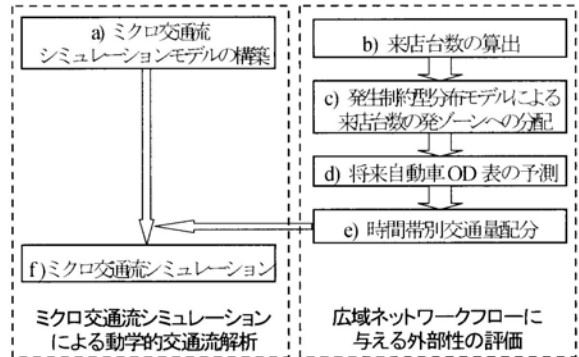 a) ミクロ交通流
シミュレーションモデルの構築
f)ミクロ交通流シミュレーション
ミクロ交通流シミュレーション
による動学的交通流解析
b) 来店台数の算出
c) 発生制約型分布モデルによる
来店台数の発ゾーンへの分配
d) 将来自動車OD表の予測
e) 時間帯別交通量配分
広域ネットワークフローに
与える外部性の評価